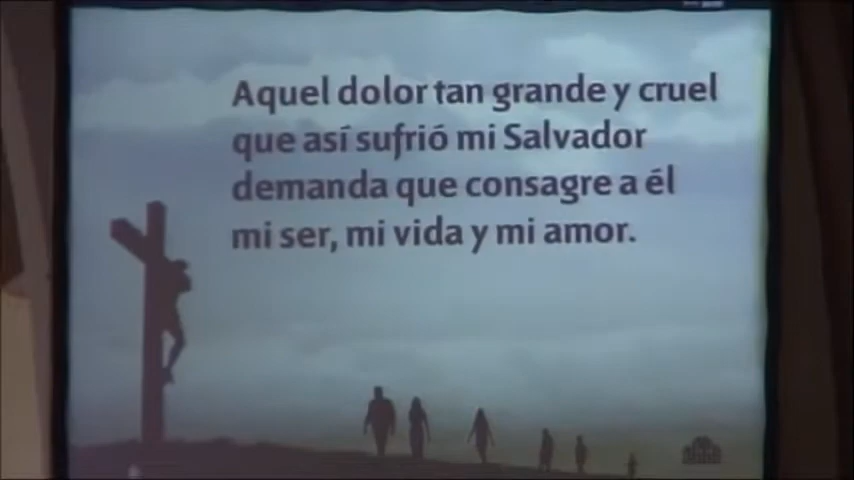 Aquel dolor tan grande y cruel
que así sufrió mi Salvador
demanda que consagre a él
mi ser, mi vida y mi amor.